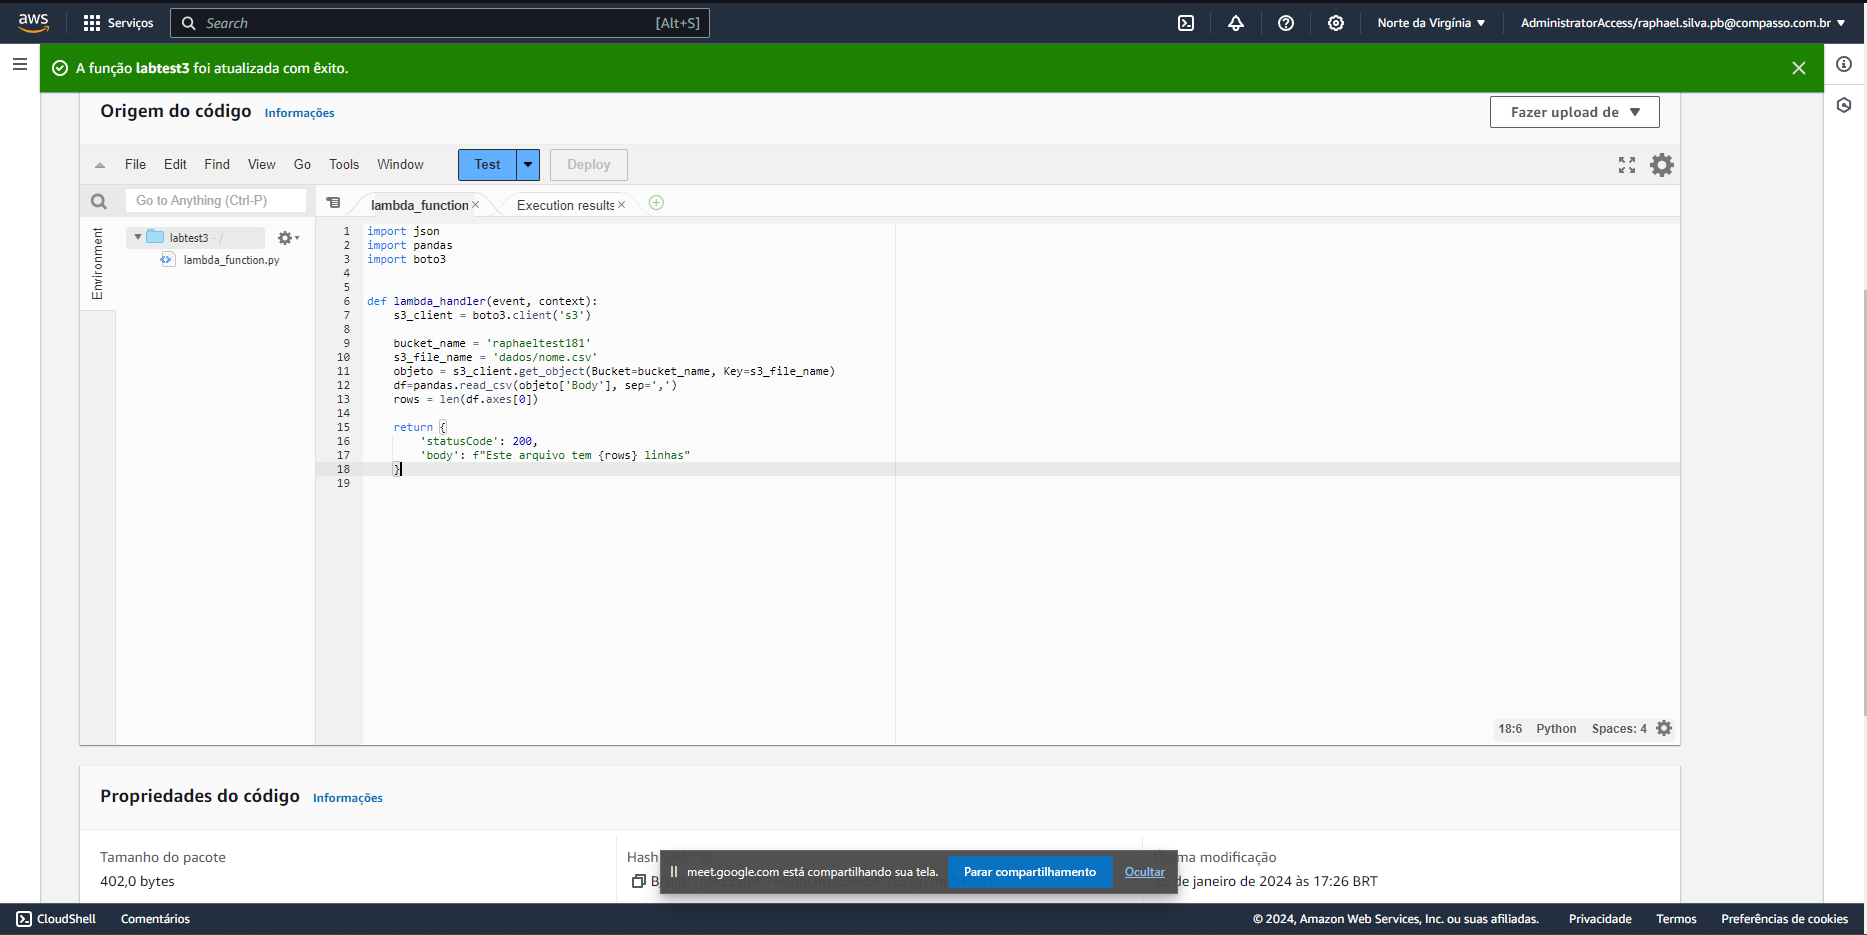 aws
Serviços
Search
[Alt+S]
Norte da Virgínia
AdministratorAccess/raphael.silva.pb@compasso.com.br
A função labtest3 foi atualizada com êxito.
Origem do código
Informações
Fazer upload de
File Edit Find View Go Tools Window
Test
Deploy
Go to Anything (Ctrl-P)
lambda_function
Execution results
Environment
labtest3 - /
lambda_function.py
1 import json
2 import pandas
3 import boto3
4
5
6 def lambda_handler(event, context):
7 s3_client = boto3.client('s3')
8
9 bucket_name = 'raphaeltest181'
10 s3_file_name = 'dados/nome.csv'
11 objeto = s3_client.get_object(Bucket=bucket_name, Key=s3_file_name)
12 df=pandas.read_csv(objeto['Body'], sep=',')
13 rows = len(df.axes[0])
14
15 return {
16 'statusCode': 200,
17 'body': f"Este arquivo tem {rows} linhas"
18 }
19
18:6 Python Spaces: 4
Propriedades do código
Informações
Tamanho do pacote
402,0 bytes
Hash
modificação
de janeiro de 2024 às 17:26 BRT
meet.google.com está compartilhando sua tela.
Parar compartilhamento
Ocultar
CloudShell
Comentários
© 2024, Amazon Web Services, Inc. ou suas afiliadas.
Privacidade
Termos
Preferências de cookies